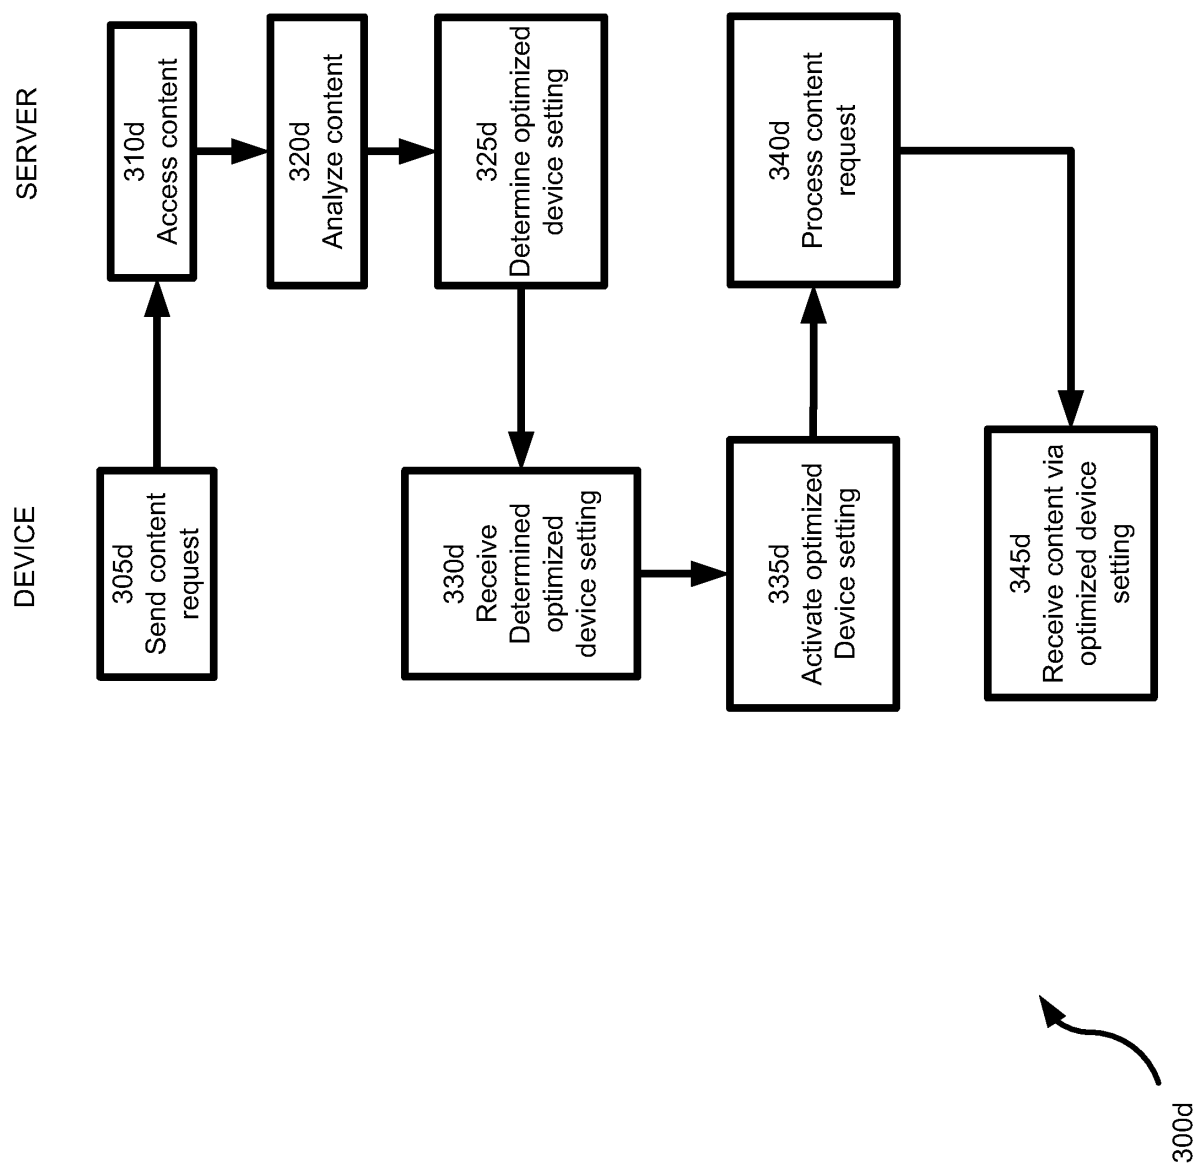 DEVICE
SERVER
305d
Send content
request
310d
Access content
320d
Analyze content
325d
Determine optimized
device setting
330d
Receive
Determined
optimized
device setting
335d
Activate optimized
Device setting
340d
Process content
request
345d
Receive content via
optimized device
setting
300d